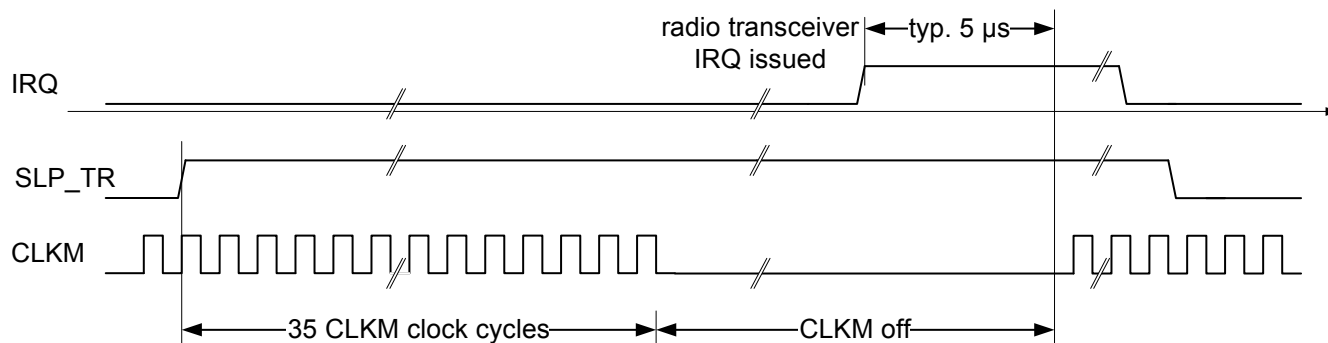 radio transceiver
IRQ issued
typ. 5 µs
IRQ
SLP_TR
CLKM
35 CLKM clock cycles
CLKM off